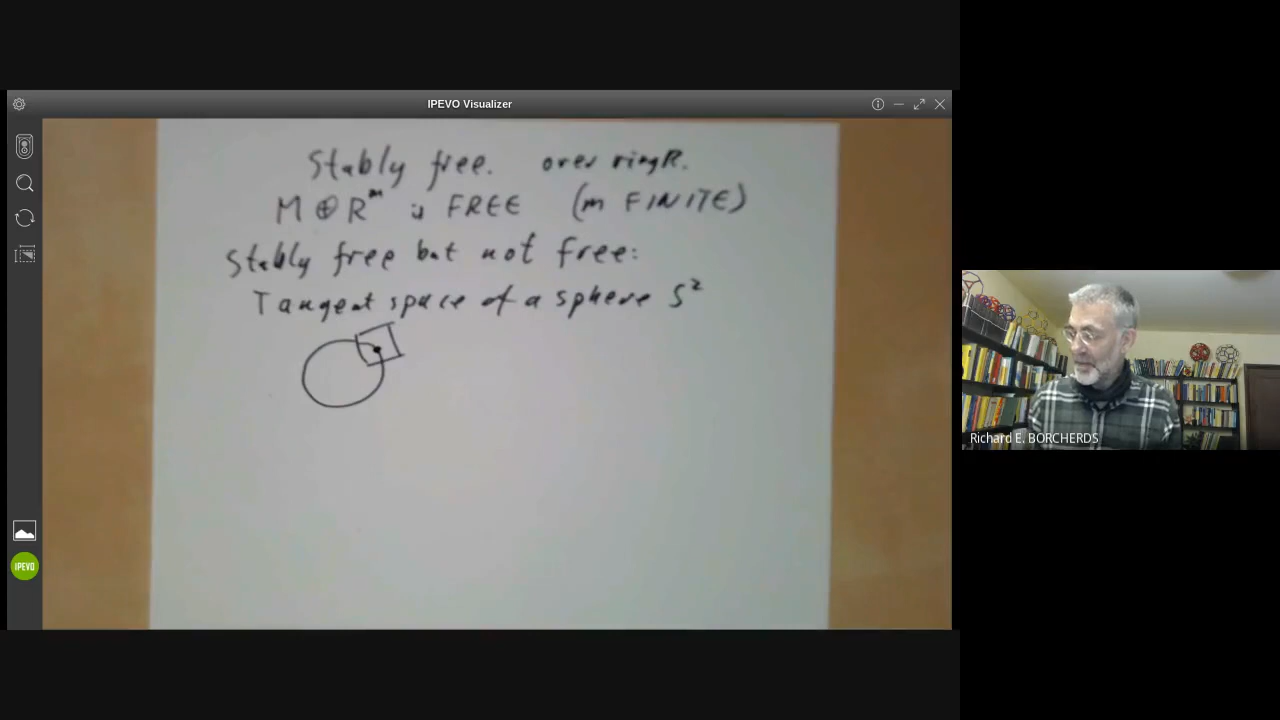 IPEVO Visualizer
Stably free. over ring R.
M ⊕ R^m is FREE (m FINITE)
Stably free but not free:
Tangent space of a sphere S²
IPEVO
Richard E. BORCHERDS